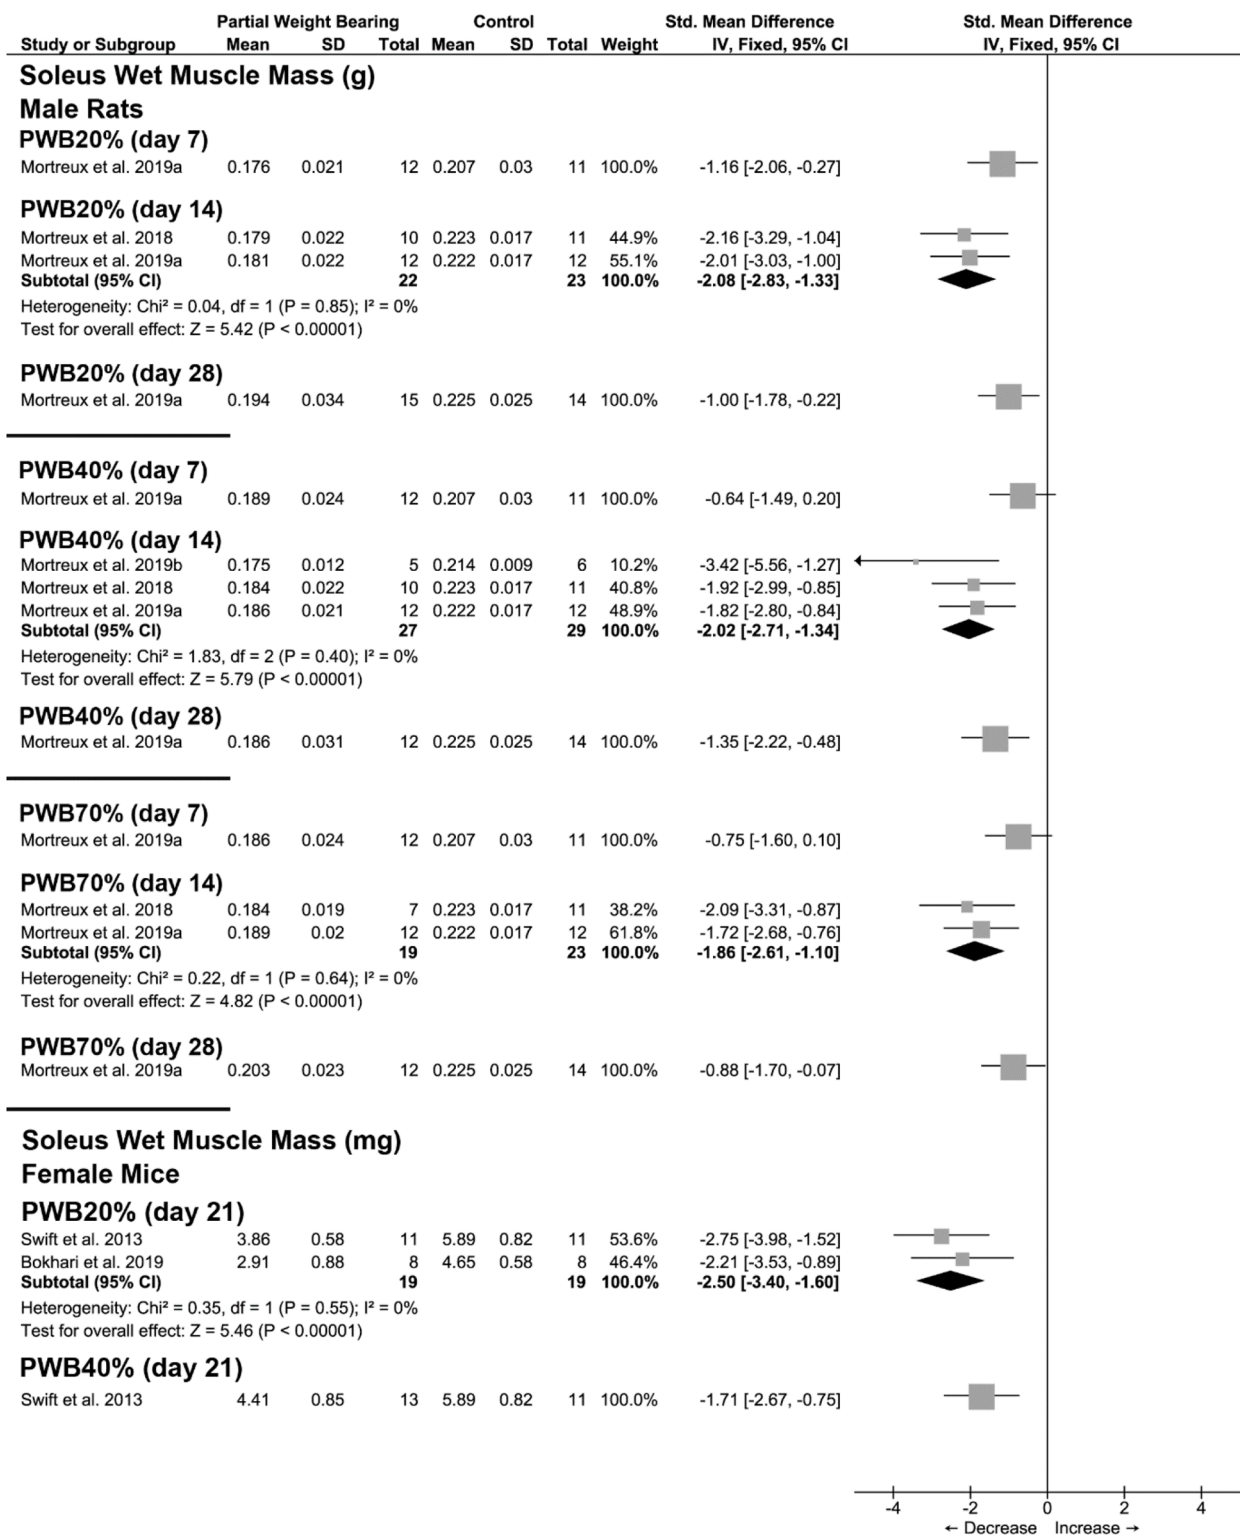 Partial Weight Bearing Control Std. Mean Difference Std. Mean Difference
Study or Subgroup Mean SD Total Mean SD Total Weight IV, Fixed, 95% CI IV, Fixed, 95% CI
Soleus Wet Muscle Mass (g)
Male Rats
PWB20% (day 7)
Mortreux et al. 2019a 0.176 0.021 12 0.207 0.03 11 100.0% -1.16 [-2.06, -0.27]
PWB20% (day 14)
Mortreux et al. 2018 0.179 0.022 10 0.223 0.017 11 44.9% -2.16 [-3.29, -1.04]
Mortreux et al. 2019a 0.181 0.022 12 0.222 0.017 12 55.1% -2.01 [-3.03, -1.00]
Subtotal (95% CI) 22 23 100.0% -2.08 [-2.83, -1.33]
Heterogeneity: Chi² = 0.04, df = 1 (P = 0.85); I² = 0%
Test for overall effect: Z = 5.42 (P < 0.00001)
PWB20% (day 28)
Mortreux et al. 2019a 0.194 0.034 15 0.225 0.025 14 100.0% -1.00 [-1.78, -0.22]
PWB40% (day 7)
Mortreux et al. 2019a 0.189 0.024 12 0.207 0.03 11 100.0% -0.64 [-1.49, 0.20]
PWB40% (day 14)
Mortreux et al. 2019b 0.175 0.012 5 0.214 0.009 6 10.2% -3.42 [-5.56, -1.27]
Mortreux et al. 2018 0.184 0.022 10 0.223 0.017 11 40.8% -1.92 [-2.99, -0.85]
Mortreux et al. 2019a 0.186 0.021 12 0.222 0.017 12 48.9% -1.82 [-2.80, -0.84]
Subtotal (95% CI) 27 29 100.0% -2.02 [-2.71, -1.34]
Heterogeneity: Chi² = 1.83, df = 2 (P = 0.40); I² = 0%
Test for overall effect: Z = 5.79 (P < 0.00001)
PWB40% (day 28)
Mortreux et al. 2019a 0.186 0.031 12 0.225 0.025 14 100.0% -1.35 [-2.22, -0.48]
PWB70% (day 7)
Mortreux et al. 2019a 0.186 0.024 12 0.207 0.03 11 100.0% -0.75 [-1.60, 0.10]
PWB70% (day 14)
Mortreux et al. 2018 0.184 0.019 7 0.223 0.017 11 38.2% -2.09 [-3.31, -0.87]
Mortreux et al. 2019a 0.189 0.02 12 0.222 0.017 12 61.8% -1.72 [-2.68, -0.76]
Subtotal (95% CI) 19 23 100.0% -1.86 [-2.61, -1.10]
Heterogeneity: Chi² = 0.22, df = 1 (P = 0.64); I² = 0%
Test for overall effect: Z = 4.82 (P < 0.00001)
PWB70% (day 28)
Mortreux et al. 2019a 0.203 0.023 12 0.225 0.025 14 100.0% -0.88 [-1.70, -0.07]
Soleus Wet Muscle Mass (mg)
Female Mice
PWB20% (day 21)
Swift et al. 2013 3.86 0.58 11 5.89 0.82 11 53.6% -2.75 [-3.98, -1.52]
Bokhari et al. 2019 2.91 0.88 8 4.65 0.58 8 46.4% -2.21 [-3.53, -0.89]
Subtotal (95% CI) 19 19 100.0% -2.50 [-3.40, -1.60]
Heterogeneity: Chi² = 0.35, df = 1 (P = 0.55); I² = 0%
Test for overall effect: Z = 5.46 (P < 0.00001)
PWB40% (day 21)
Swift et al. 2013 4.41 0.85 13 5.89 0.82 11 100.0% -1.71 [-2.67, -0.75]
-4 -2 0 2 4
← Decrease Increase →